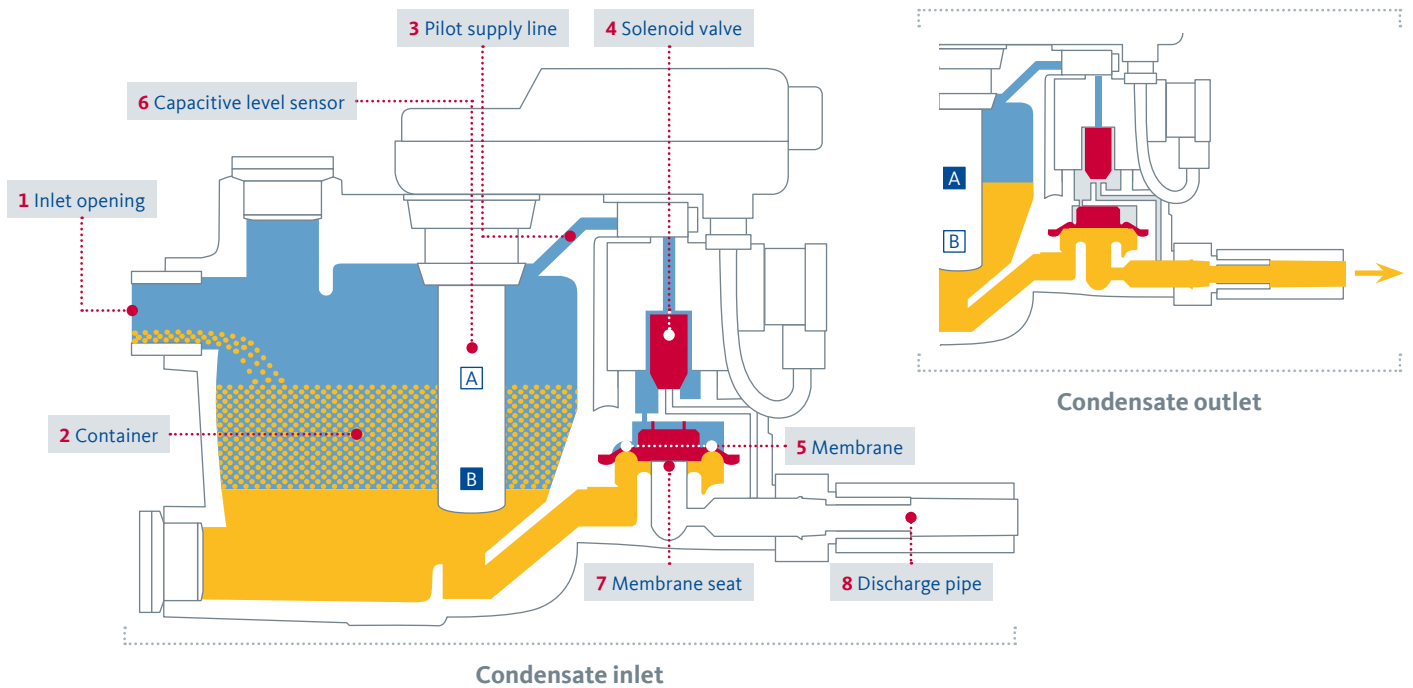 3 Pilot supply line
4 Solenoid valve
6 Capacitive level sensor
1 Inlet opening
A
B
A
Condensate outlet
2 Container
5 Membrane
B
7 Membrane seat
8 Discharge pipe
Condensate inlet